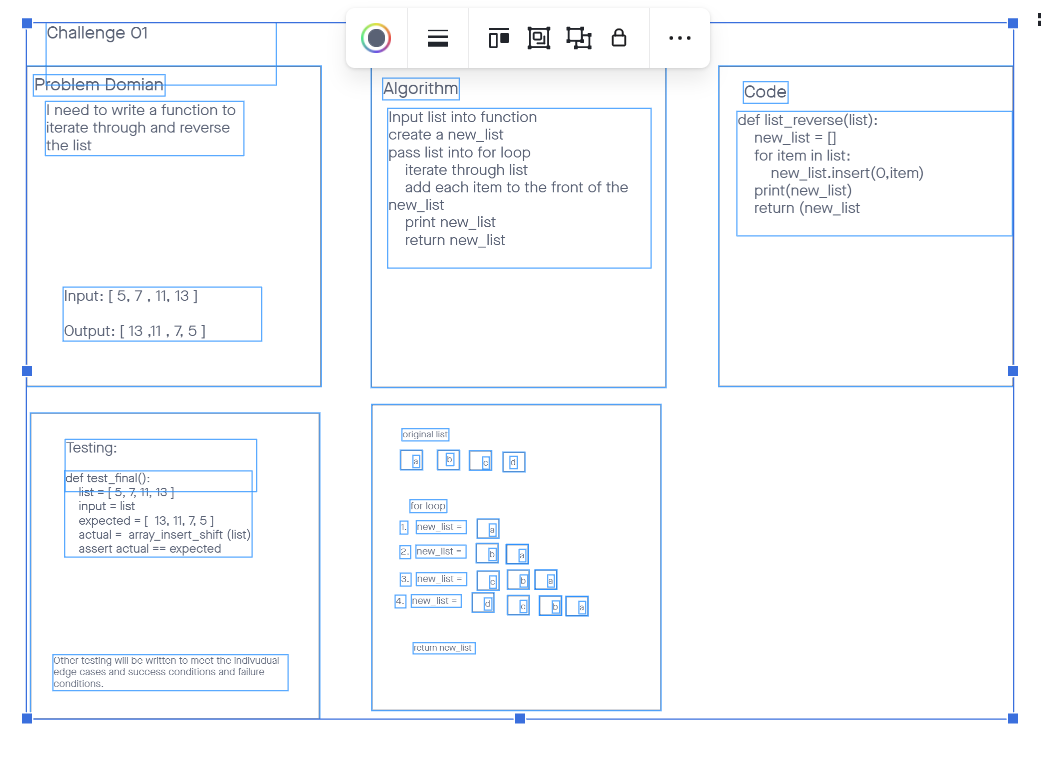 Challenge 01
Problem Domian
I need to write a function to
iterate through and reverse
the list
Input: [ 5, 7 , 11, 13 ]
Output: [ 13 ,11 , 7, 5 ]
Algorithm
Input list into function
create a new_list
pass list into for loop
    iterate through list
    add each item to the front of the
new_list
    print new_list
    return new_list
Code
def list_reverse(list):
    new_list = []
    for item in list:
        new_list.insert(0,item)
    print(new_list)
    return (new_list
Testing:
def test_final():
    list = [ 5, 7, 11, 13 ]
    input = list
    expected = [  13, 11, 7, 5 ]
    actual =  array_insert_shift (list)
    assert actual == expected
Other testing will be written to meet the indivudual
edge cases and success conditions and failure
conditions.
original list
a b c d
for loop
1. new_list = a
2. new_list = b a
3. new_list = c b a
4. new_list = d c b a
return new_list